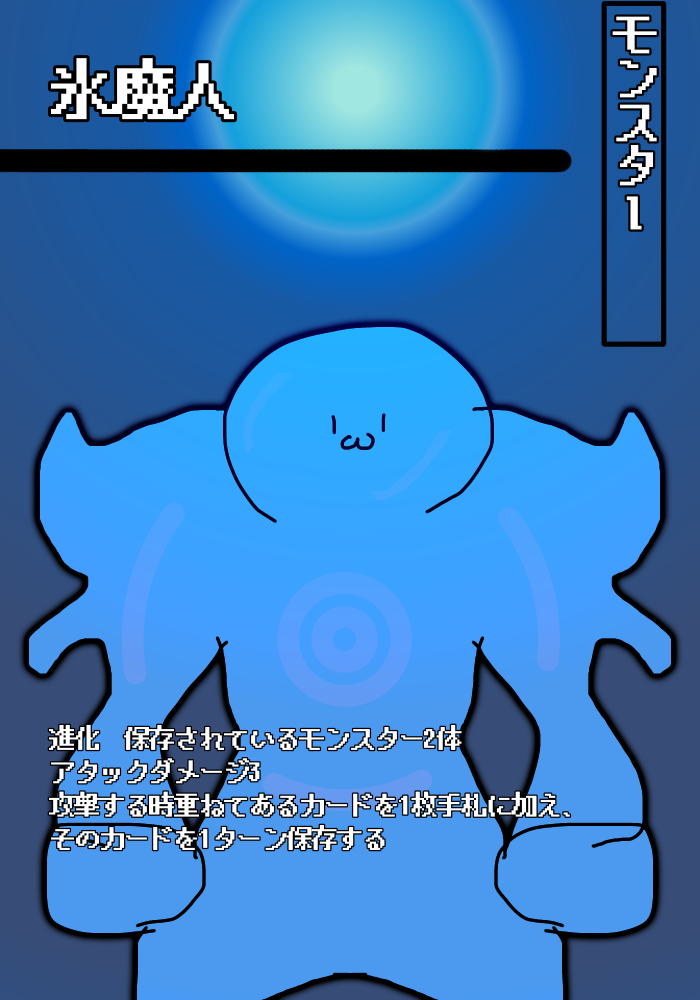 氷魔人
モンスター
進化　保存されているモンスター2体
アタックダメージ3
攻撃する時重ねてあるカードを1枚手札に加え、
そのカードを1ターン保存する